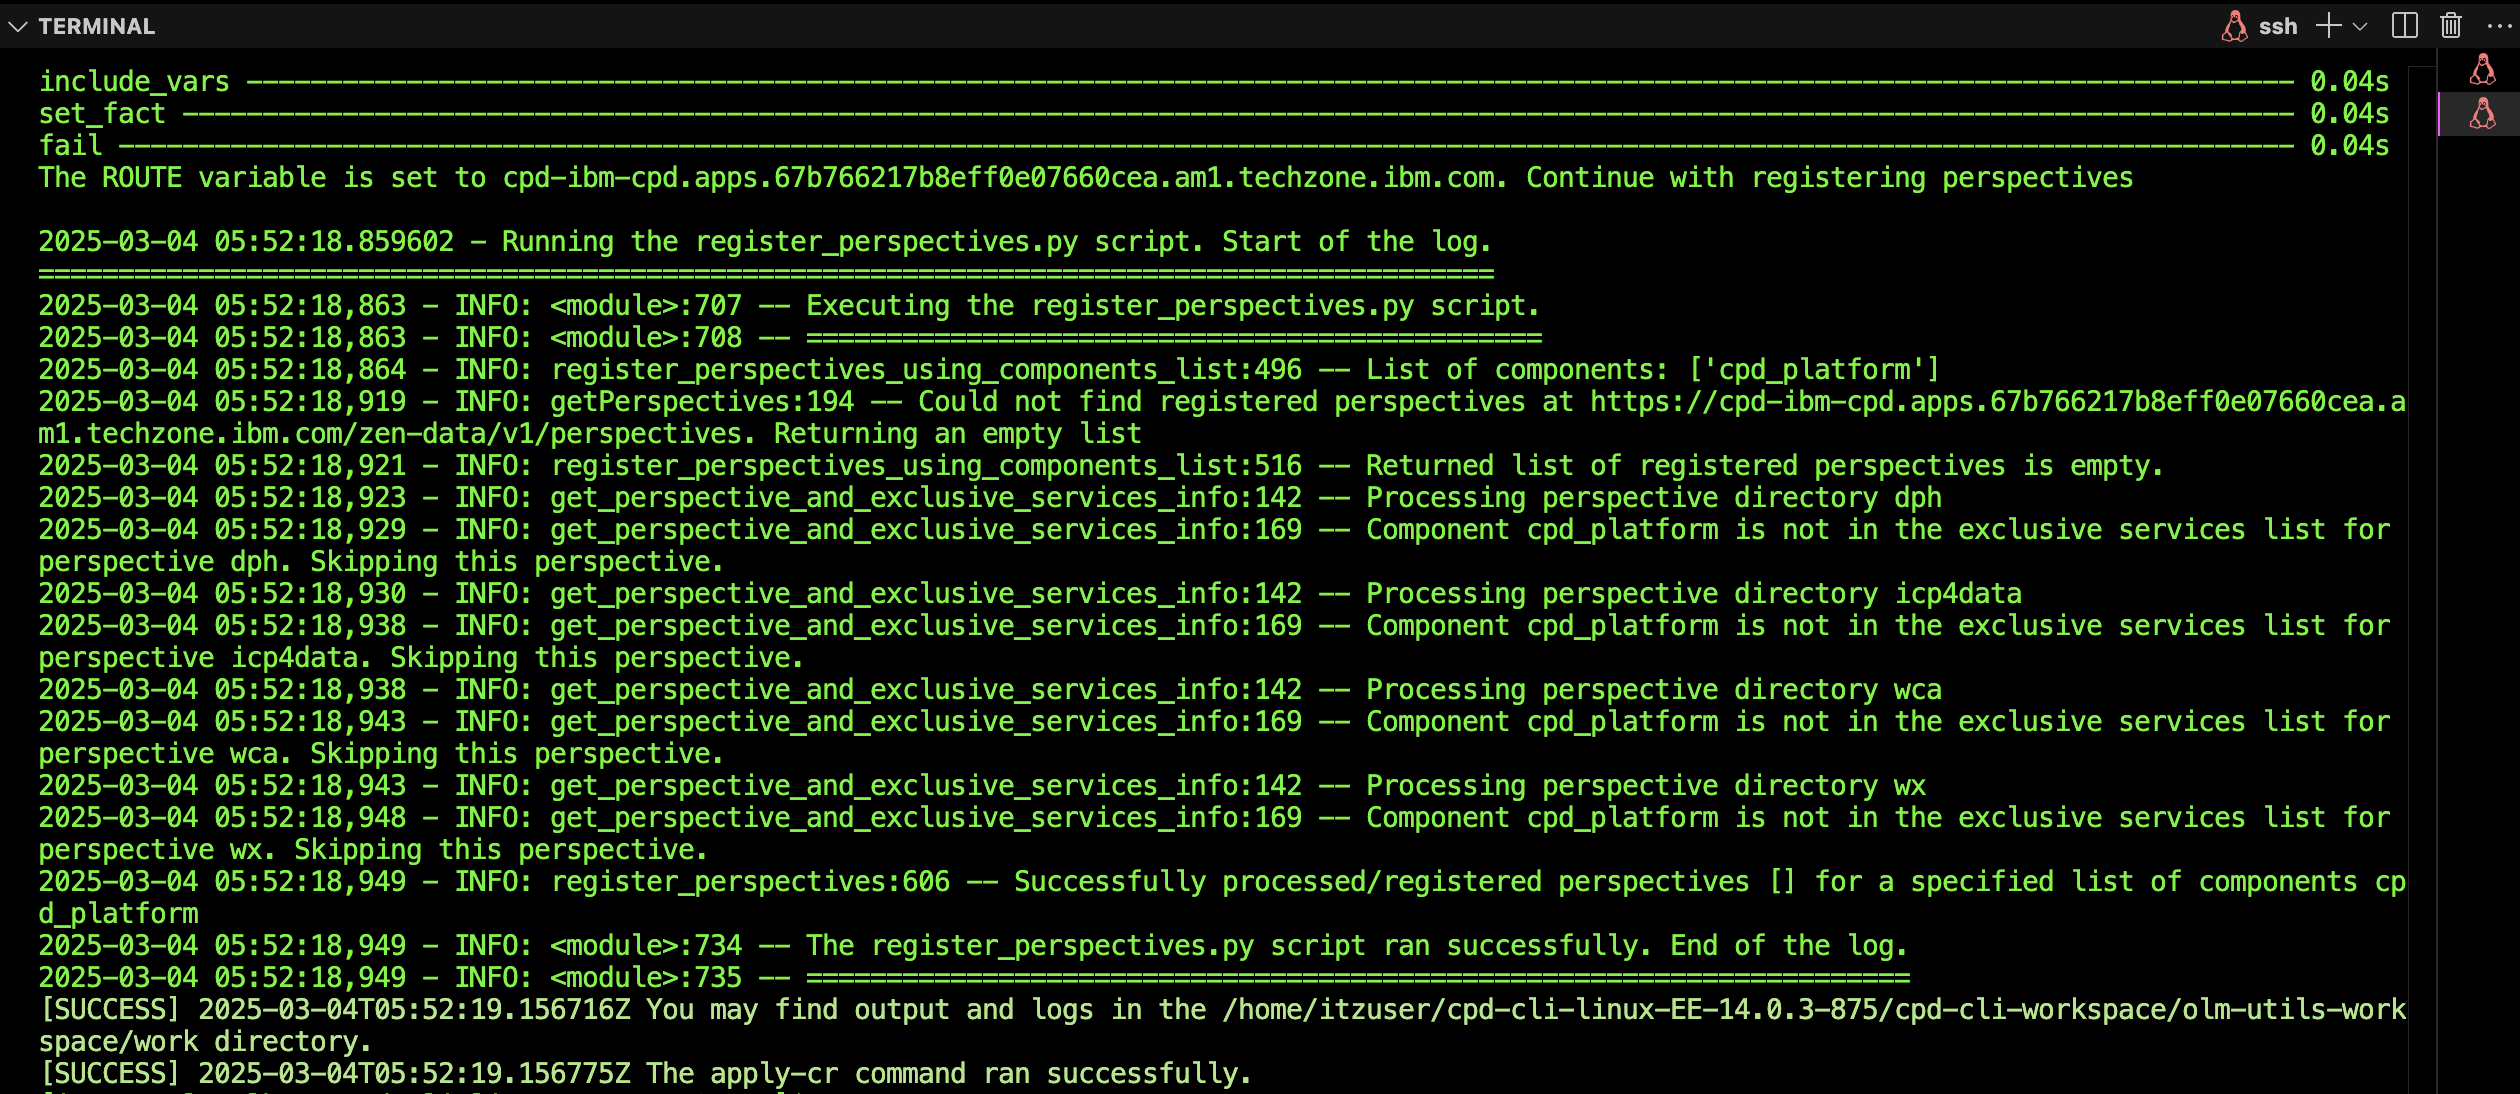 TERMINAL
ssh
include_vars ------------------------------------------------------------------------------------------------------------------------------- 0.04s
set_fact ----------------------------------------------------------------------------------------------------------------------------------- 0.04s
fail --------------------------------------------------------------------------------------------------------------------------------------- 0.04s
The ROUTE variable is set to cpd-ibm-cpd.apps.67b766217b8eff0e07660cea.am1.techzone.ibm.com. Continue with registering perspectives
2025-03-04 05:52:18.859602 - Running the register_perspectives.py script. Start of the log.
===========================================================================================
2025-03-04 05:52:18,863 - INFO: <module>:707 -- Executing the register_perspectives.py script.
2025-03-04 05:52:18,863 - INFO: <module>:708 -- ==============================================
2025-03-04 05:52:18,864 - INFO: register_perspectives_using_components_list:496 -- List of components: ['cpd_platform']
2025-03-04 05:52:18,919 - INFO: getPerspectives:194 -- Could not find registered perspectives at https://cpd-ibm-cpd.apps.67b766217b8eff0e07660cea.a
m1.techzone.ibm.com/zen-data/v1/perspectives. Returning an empty list
2025-03-04 05:52:18,921 - INFO: register_perspectives_using_components_list:516 -- Returned list of registered perspectives is empty.
2025-03-04 05:52:18,923 - INFO: get_perspective_and_exclusive_services_info:142 -- Processing perspective directory dph
2025-03-04 05:52:18,929 - INFO: get_perspective_and_exclusive_services_info:169 -- Component cpd_platform is not in the exclusive services list for
perspective dph. Skipping this perspective.
2025-03-04 05:52:18,930 - INFO: get_perspective_and_exclusive_services_info:142 -- Processing perspective directory icp4data
2025-03-04 05:52:18,938 - INFO: get_perspective_and_exclusive_services_info:169 -- Component cpd_platform is not in the exclusive services list for
perspective icp4data. Skipping this perspective.
2025-03-04 05:52:18,938 - INFO: get_perspective_and_exclusive_services_info:142 -- Processing perspective directory wca
2025-03-04 05:52:18,943 - INFO: get_perspective_and_exclusive_services_info:169 -- Component cpd_platform is not in the exclusive services list for
perspective wca. Skipping this perspective.
2025-03-04 05:52:18,943 - INFO: get_perspective_and_exclusive_services_info:142 -- Processing perspective directory wx
2025-03-04 05:52:18,948 - INFO: get_perspective_and_exclusive_services_info:169 -- Component cpd_platform is not in the exclusive services list for
perspective wx. Skipping this perspective.
2025-03-04 05:52:18,949 - INFO: register_perspectives:606 -- Successfully processed/registered perspectives [] for a specified list of components cp
d_platform
2025-03-04 05:52:18,949 - INFO: <module>:734 -- The register_perspectives.py script ran successfully. End of the log.
2025-03-04 05:52:18,949 - INFO: <module>:735 -- =====================================================================
[SUCCESS] 2025-03-04T05:52:19.156716Z You may find output and logs in the /home/itzuser/cpd-cli-linux-EE-14.0.3-875/cpd-cli-workspace/olm-utils-work
space/work directory.
[SUCCESS] 2025-03-04T05:52:19.156775Z The apply-cr command ran successfully.